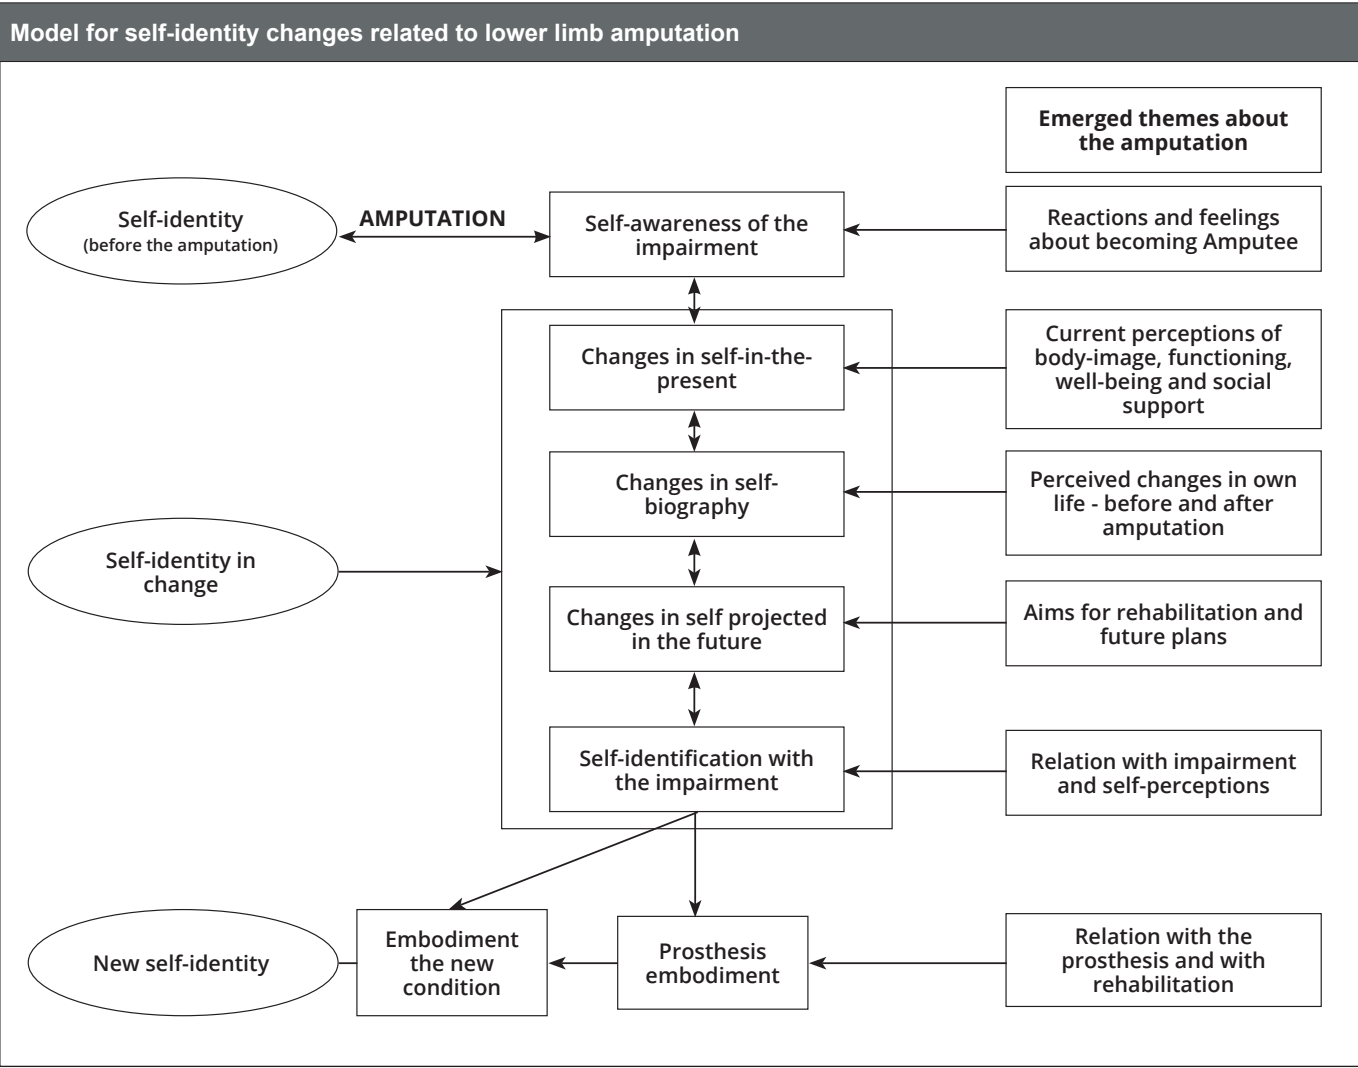 Model for self-identity changes related to lower limb amputation
Emerged themes about
the amputation
Self-identity
(before the amputation)
AMPUTATION
Self-awareness of the
impairment
Reactions and feelings
about becoming Amputee
Changes in self-in-the-
present
Current perceptions of
body-image, functioning,
well-being and social
support
Changes in self-
biography
Perceived changes in own
life - before and after
amputation
Self-identity in
change
Changes in self projected
in the future
Aims for rehabilitation and
future plans
Self-identification with
the impairment
Relation with impairment
and self-perceptions
New self-identity
Embodiment
the new
condition
Prosthesis
embodiment
Relation with the
prosthesis and with
rehabilitation